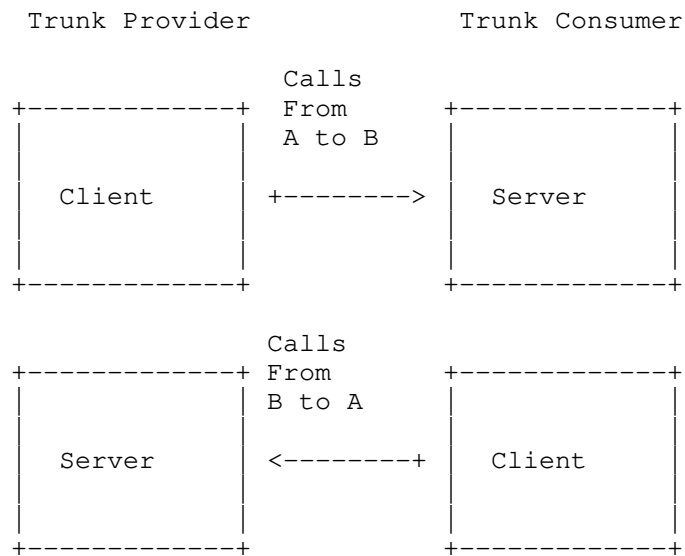 Trunk Provider Trunk Consumer
Calls
From
A to B
Client +--------> Server
Calls
From
B to A
Server <--------+ Client